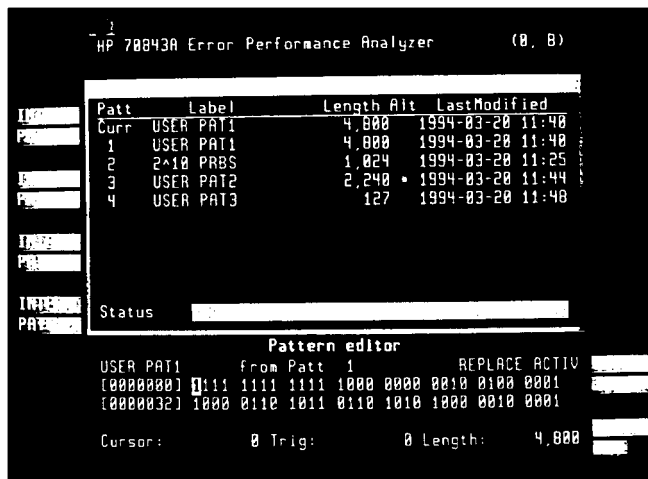 HP 70843A Error Performance Analyzer (0, B)
Patt Label Length Alt LastModified
Curr USER PAT1 4,800 1994-03-20 11:40
1 USER PAT1 4,800 1994-03-20 11:40
2 2^10 PRBS 1,024 1994-03-20 11:25
3 USER PAT2 2,240 • 1994-03-20 11:44
4 USER PAT3 127 1994-03-20 11:48
Status
Pattern editor
USER PAT1 from Patt 1 REPLACE ACTIV
[0000000] 1111 1111 1111 1000 0000 0010 0100 0001
[0000032] 1000 0110 1011 0110 1010 1000 0010 0001
Cursor: 0 Trig: 0 Length: 4,800